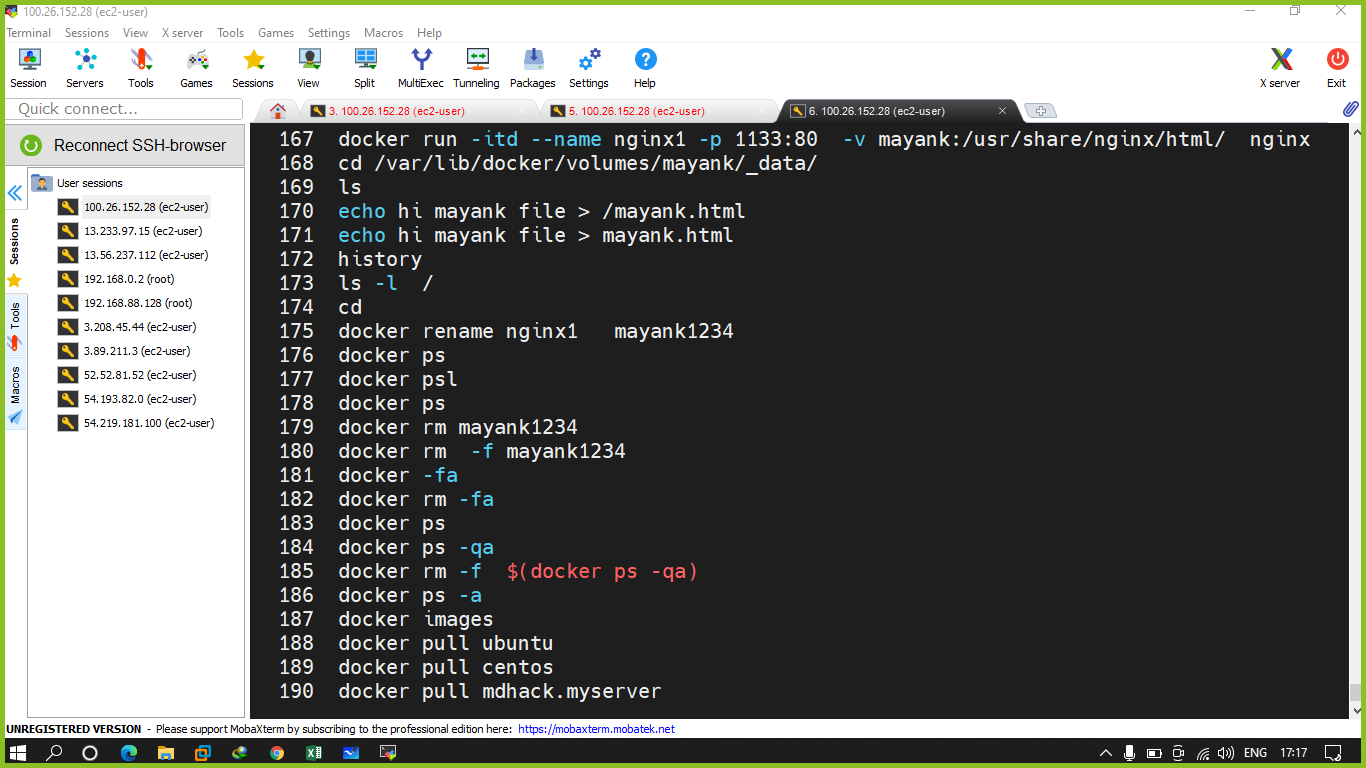 100.26.152.28 (ec2-user)
Terminal Sessions View X server Tools Games Settings Macros Help
Session Servers Tools Games Sessions View Split MultiExec Tunneling Packages Settings Help X server Exit
Quick connect...
3. 100.26.152.28 (ec2-user)
5. 100.26.152.28 (ec2-user)
6. 100.26.152.28 (ec2-user)
Reconnect SSH-browser
Sessions
Tools
Macros
User sessions
100.26.152.28 (ec2-user)
13.233.97.15 (ec2-user)
13.56.237.112 (ec2-user)
192.168.0.2 (root)
192.168.88.128 (root)
3.208.45.44 (ec2-user)
3.89.211.3 (ec2-user)
52.52.81.52 (ec2-user)
54.193.82.0 (ec2-user)
54.219.181.100 (ec2-user)
167 docker run -itd --name nginx1 -p 1133:80 -v mayank:/usr/share/nginx/html/ nginx
168 cd /var/lib/docker/volumes/mayank/_data/
169 ls
170 echo hi mayank file > /mayank.html
171 echo hi mayank file > mayank.html
172 history
173 ls -l /
174 cd
175 docker rename nginx1 mayank1234
176 docker ps
177 docker psl
178 docker ps
179 docker rm mayank1234
180 docker rm -f mayank1234
181 docker -fa
182 docker rm -fa
183 docker ps
184 docker ps -qa
185 docker rm -f $(docker ps -qa)
186 docker ps -a
187 docker images
188 docker pull ubuntu
189 docker pull centos
190 docker pull mdhack.myserver
UNREGISTERED VERSION - Please support MobaXterm by subscribing to the professional edition here: https://mobaxterm.mobatek.net
ENG 17:17